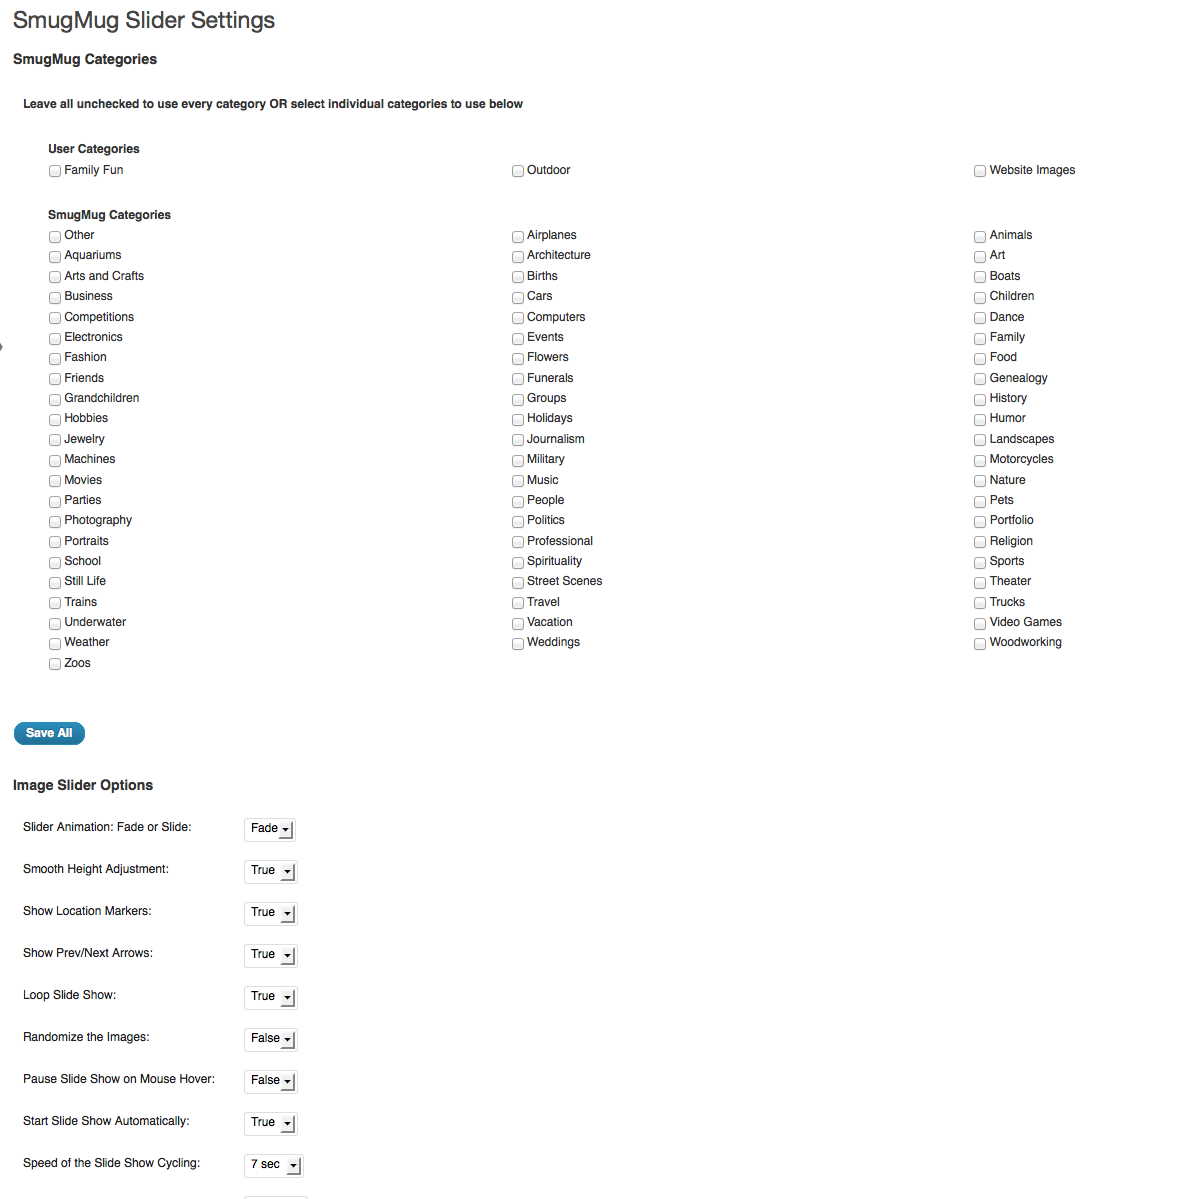 SmugMug Slider Settings
SmugMug Categories
Leave all unchecked to use every category OR select individual categories to use below
User Categories
Family Fun Outdoor Website Images
SmugMug Categories
Other Airplanes Animals
Aquariums Architecture Art
Arts and Crafts Births Boats
Business Cars Children
Competitions Computers Dance
Electronics Events Family
Fashion Flowers Food
Friends Funerals Genealogy
Grandchildren Groups History
Hobbies Holidays Humor
Jewelry Journalism Landscapes
Machines Military Motorcycles
Movies Music Nature
Parties People Pets
Photography Politics Portfolio
Portraits Professional Religion
School Spirituality Sports
Still Life Street Scenes Theater
Trains Travel Trucks
Underwater Vacation Video Games
Weather Weddings Woodworking
Zoos
Save All
Image Slider Options
Slider Animation: Fade or Slide: Fade
Smooth Height Adjustment: True
Show Location Markers: True
Show Prev/Next Arrows: True
Loop Slide Show: True
Randomize the Images: False
Pause Slide Show on Mouse Hover: False
Start Slide Show Automatically: True
Speed of the Slide Show Cycling: 7 sec